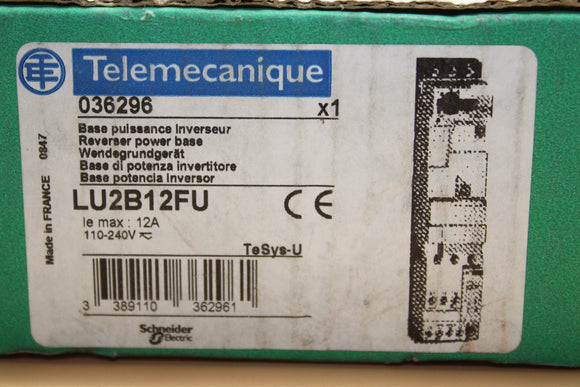 Telemecanique
036296 x1
Base puissance inverseur
Reverser power base
Wendegrundgerät
Base di potenza invertitore
Base potencia inversor
LU2B12FU CE
Ie max : 12A
110-240V
TeSys-U
3 389110 362961
Schneider
Electric
Made in FRANCE 0847